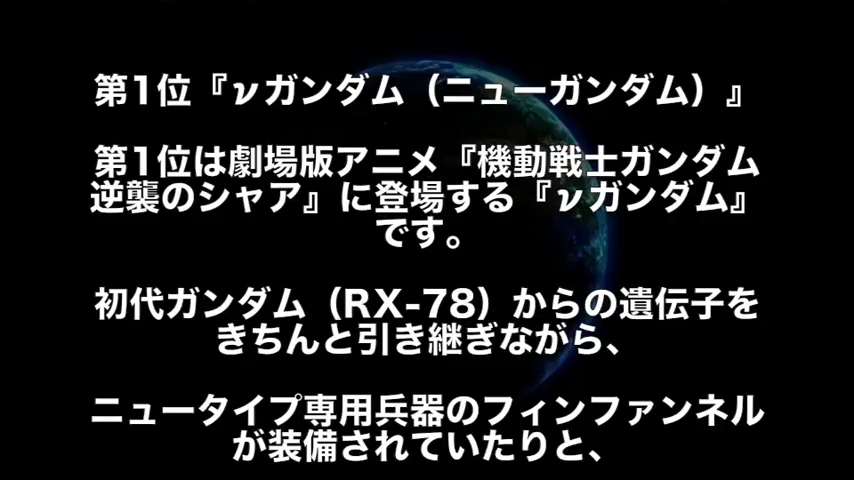 第1位『νガンダム（ニューガンダム）』
第1位は劇場版アニメ『機動戦士ガンダム
逆襲のシャア』に登場する『νガンダム』
です。
初代ガンダム（RX-78）からの遺伝子を
きちんと引き継ぎながら、
ニュータイプ専用兵器のフィンファンネル
が装備されていたりと、